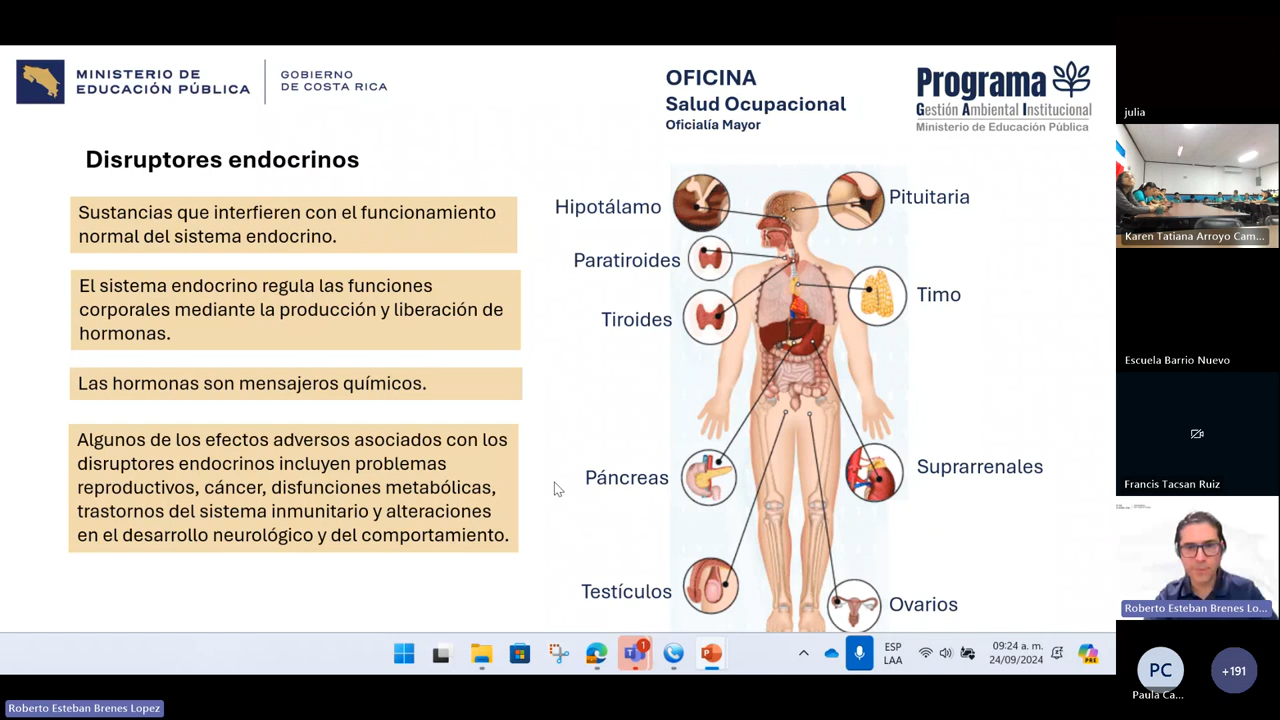 MINISTERIO DE
EDUCACIÓN PÚBLICA
GOBIERNO
DE COSTA RICA
OFICINA
Salud Ocupacional
Oficialía Mayor
Programa
Gestión Ambiental Institucional
Ministerio de Educación Pública
Disruptores endocrinos
Sustancias que interfieren con el funcionamiento
normal del sistema endocrino.
El sistema endocrino regula las funciones
corporales mediante la producción y liberación de
hormonas.
Las hormonas son mensajeros químicos.
Algunos de los efectos adversos asociados con los
disruptores endocrinos incluyen problemas
reproductivos, cáncer, disfunciones metabólicas,
trastornos del sistema inmunitario y alteraciones
en el desarrollo neurológico y del comportamiento.
Hipotálamo
Pituitaria
Paratiroides
Timo
Tiroides
Páncreas
Suprarrenales
Testículos
Ovarios
1
ESP
LAA
09:24 a. m.
24/09/2024
PRE
julia
Karen Tatiana Arroyo Cam...
Escuela Barrio Nuevo
Francis Tacsan Ruiz
Roberto Esteban Brenes Lo...
PC
Paula Ca...
+191
Roberto Esteban Brenes Lopez